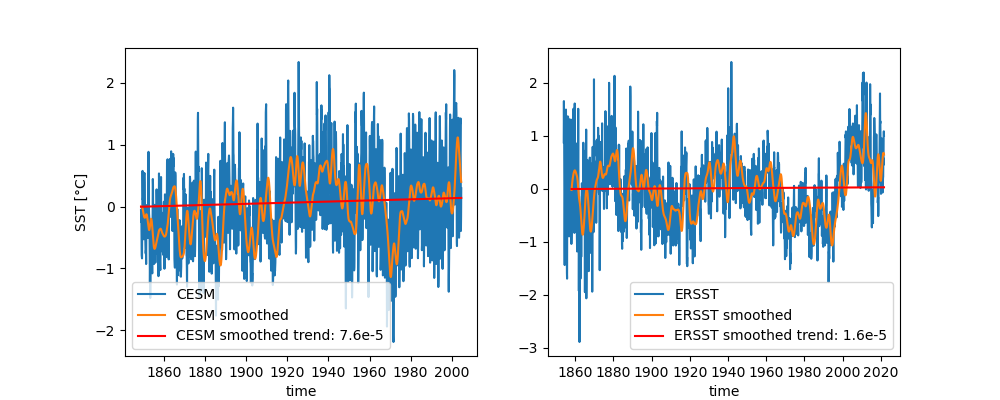 SST [°C]
2
1
0
−1
−2
1860 1880 1900 1920 1940 1960 1980 2000
time
CESM
CESM smoothed
CESM smoothed trend: 7.6e-5
2
1
0
−1
−2
−3
1860 1880 1900 1920 1940 1960 1980 2000 2020
time
ERSST
ERSST smoothed
ERSST smoothed trend: 1.6e-5